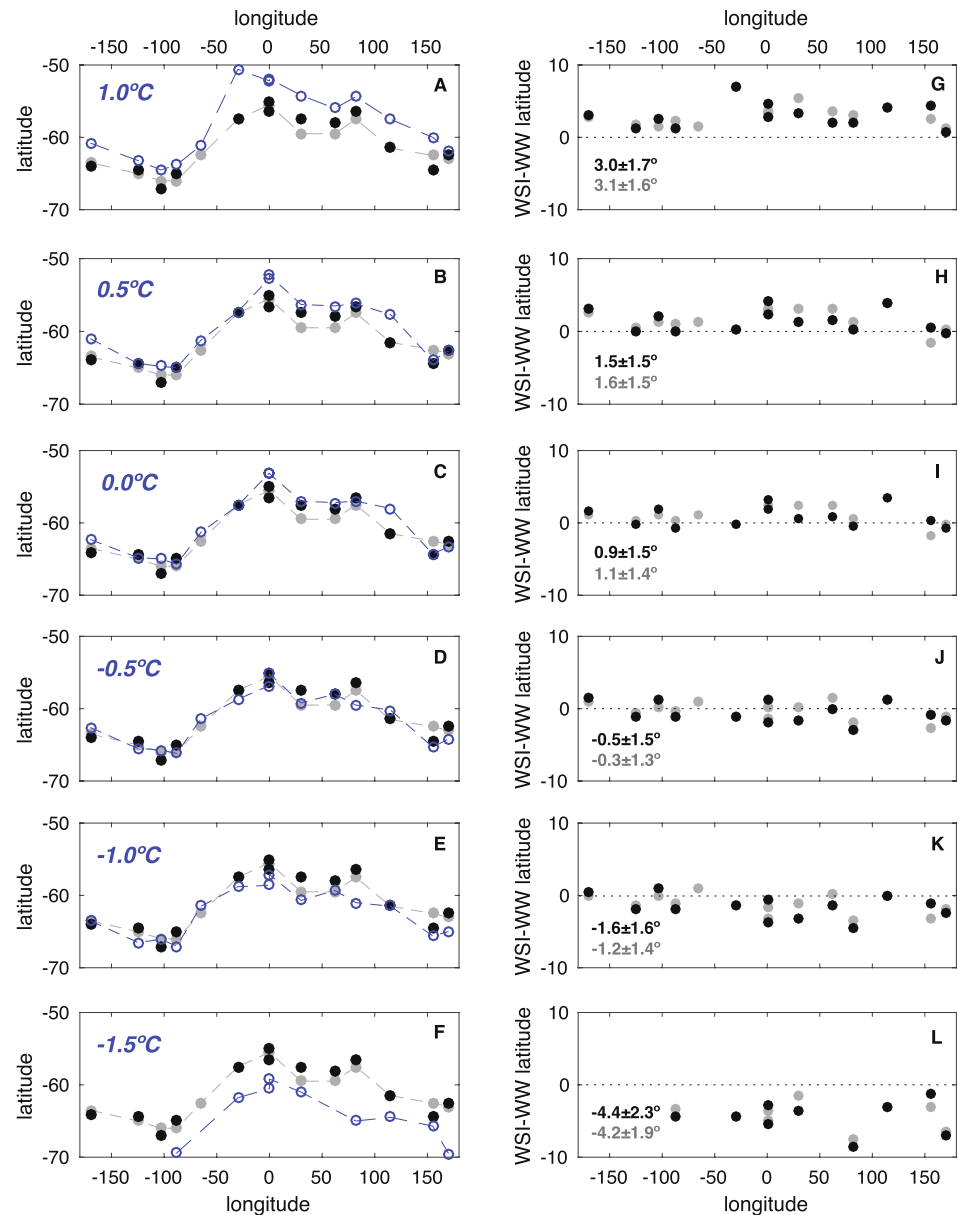 longitude longitude
-150 -100 -50 0 50 100 150 -150 -100 -50 0 50 100 150
-50 1.0ºC A 10 G
latitude -60 WSI-WW latitude 0
3.0±1.7º
3.1±1.6º
-70 -10
-50 0.5ºC B 10 H
latitude -60 WSI-WW latitude 0
1.5±1.5º
1.6±1.5º
-70 -10
-50 0.0ºC C 10 I
latitude -60 WSI-WW latitude 0
0.9±1.5º
1.1±1.4º
-70 -10
-50 -0.5ºC D 10 J
latitude -60 WSI-WW latitude 0
-0.5±1.5º
-0.3±1.3º
-70 -10
-50 -1.0ºC E 10 K
latitude -60 WSI-WW latitude 0
-1.6±1.6º
-1.2±1.4º
-70 -10
-50 -1.5ºC F 10 L
latitude -60 WSI-WW latitude 0
-4.4±2.3º
-4.2±1.9º
-70 -10
-150 -100 -50 0 50 100 150 -150 -100 -50 0 50 100 150
longitude longitude